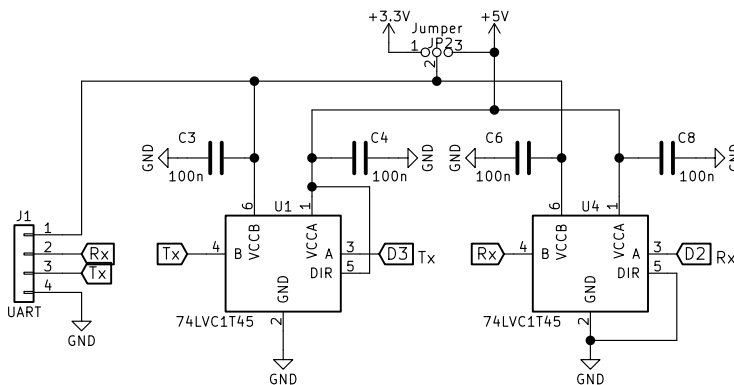 +3.3V
+5V
Jumper
1
JP2
3
2
C3
C4
C6
C8
GND
100n
100n
GND
GND
100n
100n
GND
6
U1
1
6
U4
1
J1
1
2
Rx
3
Tx
4
UART
GND
Tx
4
B
VCCB
VCCA
A
3
D3
Tx
DIR
5
GND
74LVC1T45
2
GND
Rx
4
B
VCCB
VCCA
A
3
D2
Rx
DIR
5
GND
74LVC1T45
2
GND